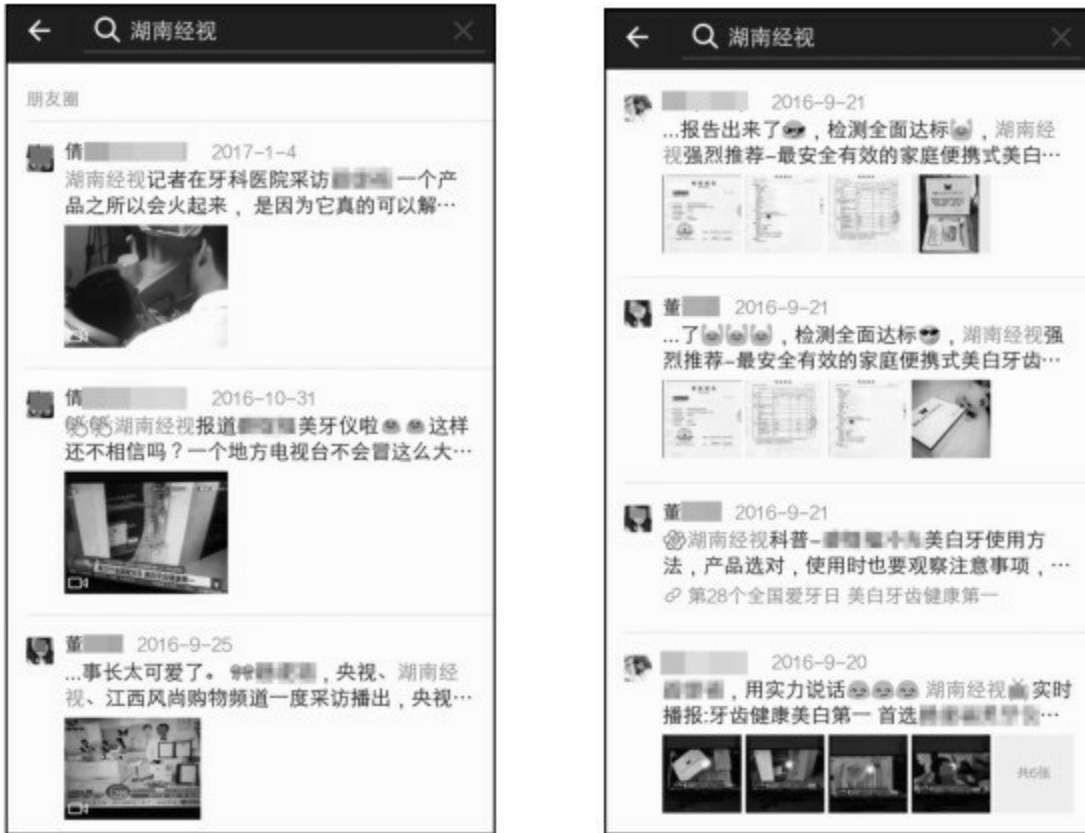 湖南经视
朋友圈
倩 2017-1-4
湖南经视记者在牙科医院采访 一个产
品之所以会火起来，是因为它真的可以解…
倩 2016-10-31
湖南经视报道 美牙仪啦 这样
还不相信吗？一个地方电视台不会冒这么大…
董 2016-9-25
...事长太可爱了。 ，央视、湖南经
视、江西风尚购物频道一度采访播出，央视…
湖南经视
2016-9-21
...报告出来了😎，检测全面达标，湖南经
视强烈推荐-最安全有效的家庭便携式美白…
董 2016-9-21
...了，检测全面达标😎，湖南经视强
烈推荐-最安全有效的家庭便携式美白牙齿…
董 2016-9-21
湖南经视科普- 美白牙使用方
法，产品选对，使用时也要观察注意事项，…
第28个全国爱牙日 美白牙齿健康第一
2016-9-20
，用实力说话 湖南经视 实时
播报:牙齿健康美白第一 首选 …
共6张